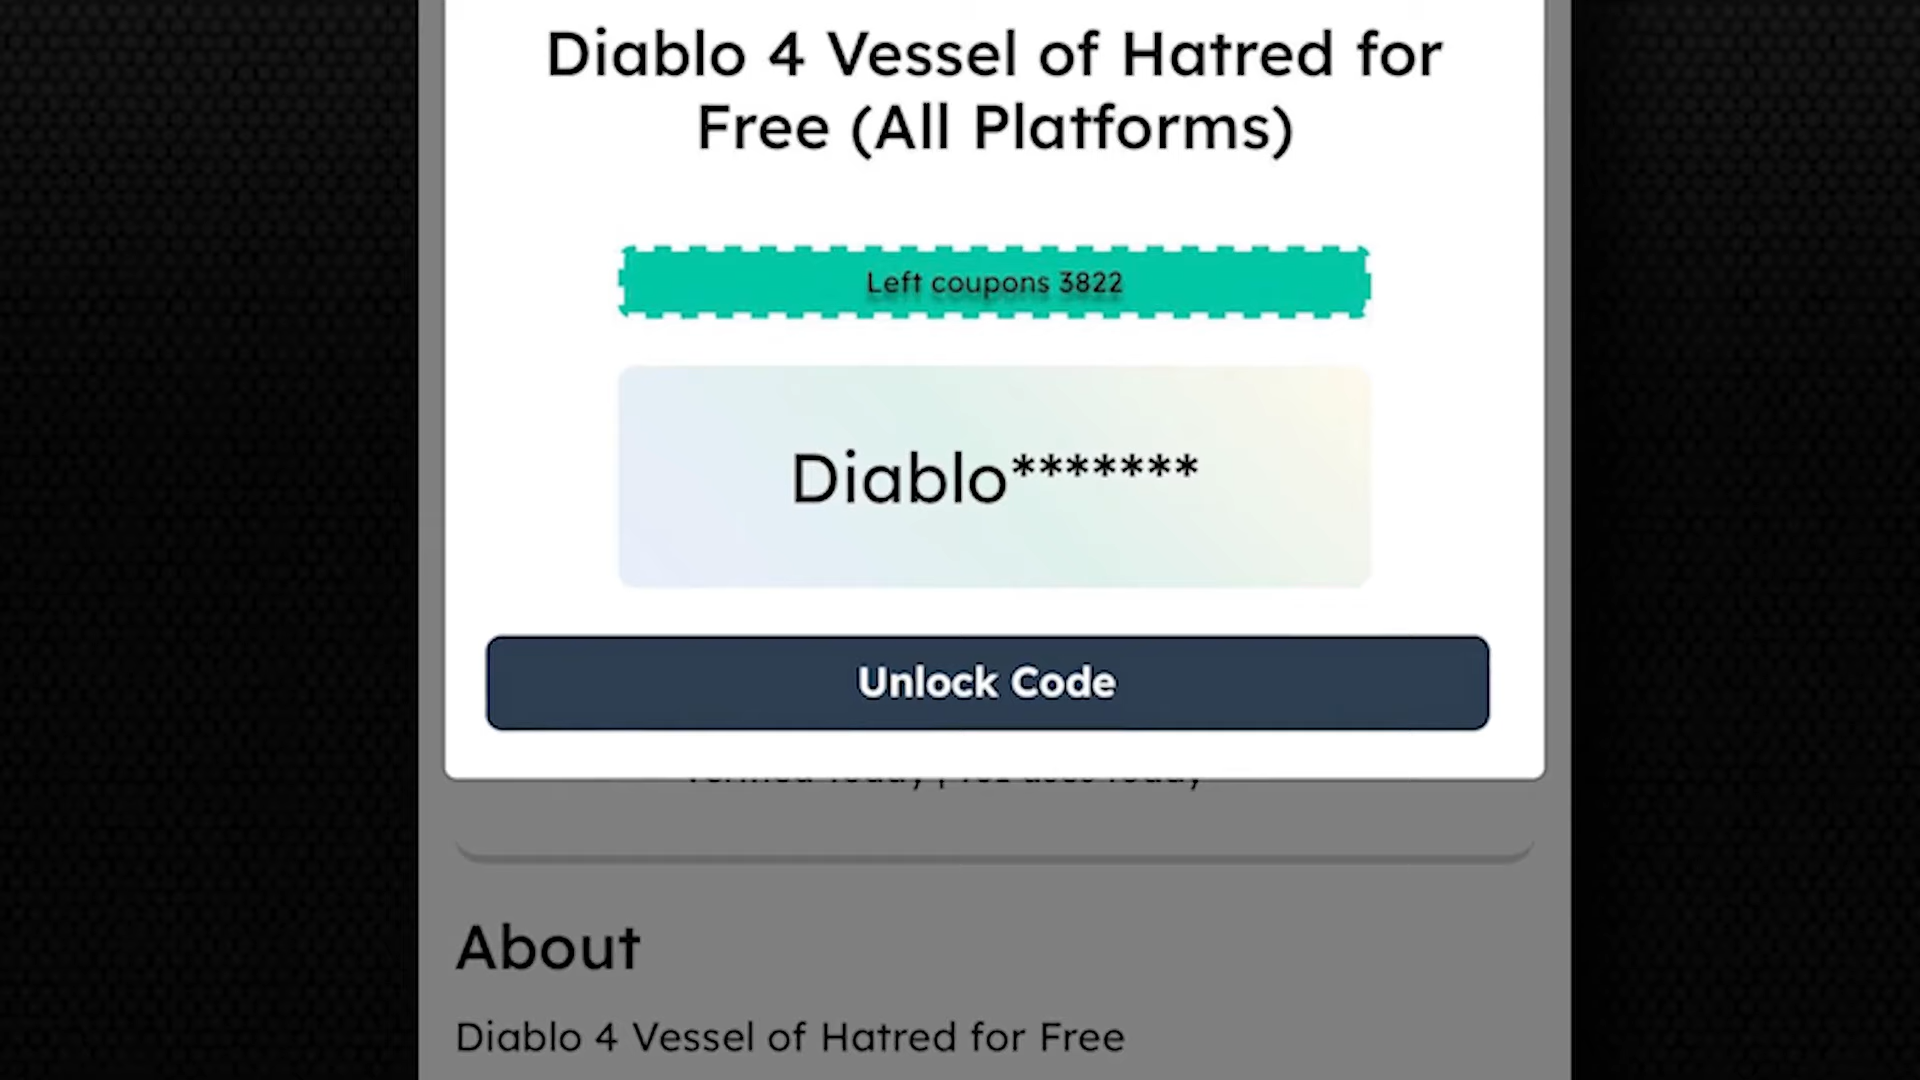 Diablo 4 Vessel of Hatred for
Free (All Platforms)
Left coupons 3822
Diablo*******
Unlock Code
About
Diablo 4 Vessel of Hatred for Free